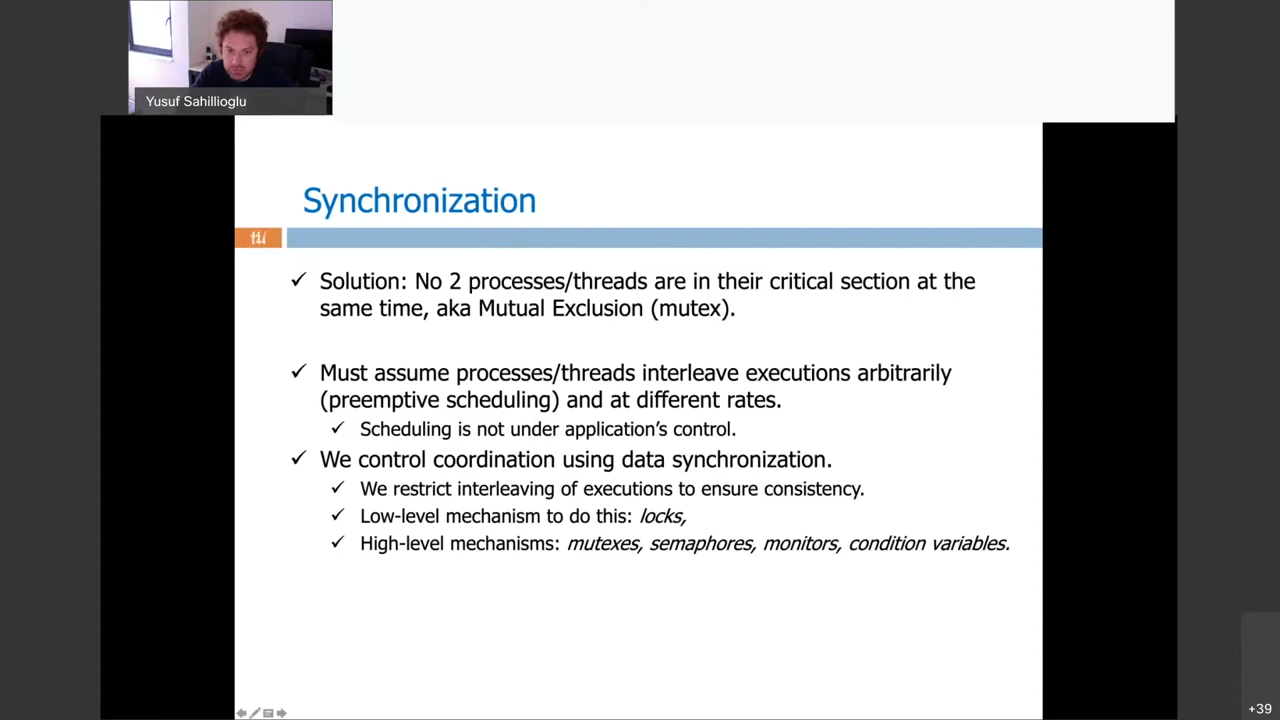 Yusuf Sahillioglu
Synchronization
✓ Solution: No 2 processes/threads are in their critical section at the
same time, aka Mutual Exclusion (mutex).
✓ Must assume processes/threads interleave executions arbitrarily
(preemptive scheduling) and at different rates.
✓ Scheduling is not under application's control.
✓ We control coordination using data synchronization.
✓ We restrict interleaving of executions to ensure consistency.
✓ Low-level mechanism to do this: locks,
✓ High-level mechanisms: mutexes, semaphores, monitors, condition variables.
+39